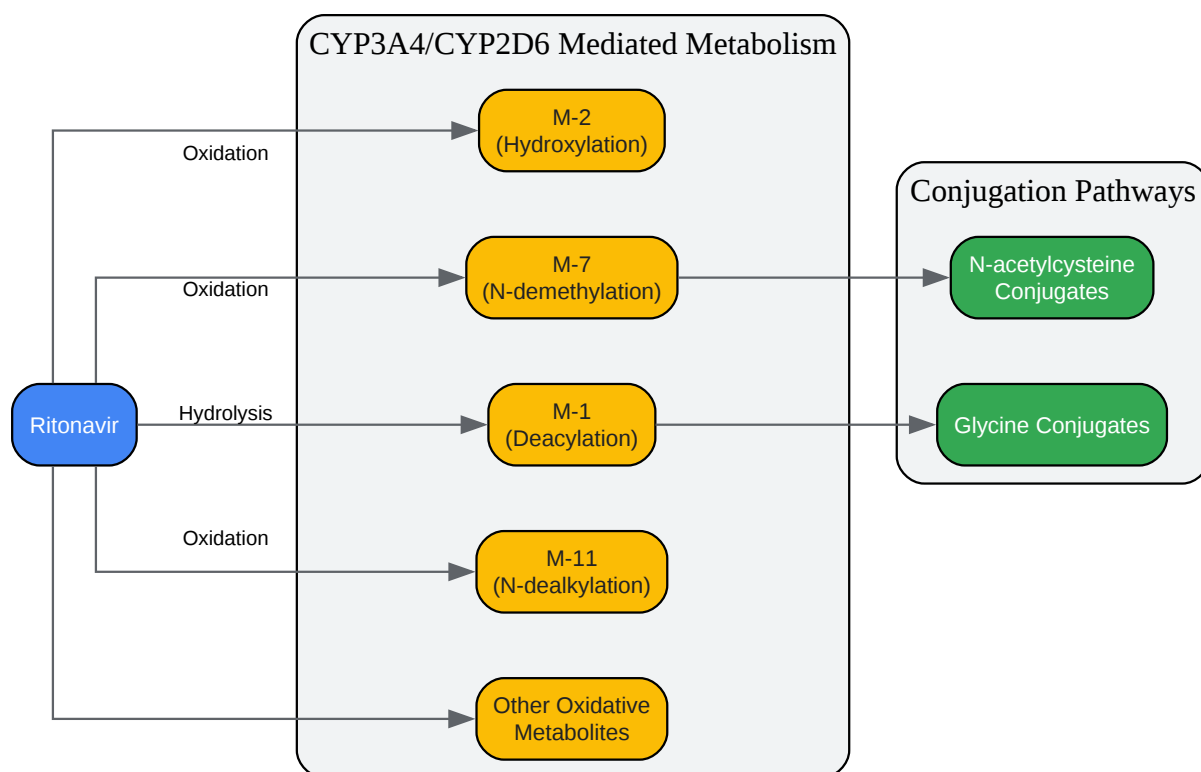 CYP3A4/CYP2D6 Mediated Metabolism
M-2
(Hydroxylation)
Oxidation
Conjugation Pathways
M-7
(N-demethylation)
Oxidation
N-acetylcysteine
Conjugates
Ritonavir
Hydrolysis
M-1
(Deacylation)
Glycine Conjugates
Oxidation
M-11
(N-dealkylation)
Other Oxidative
Metabolites